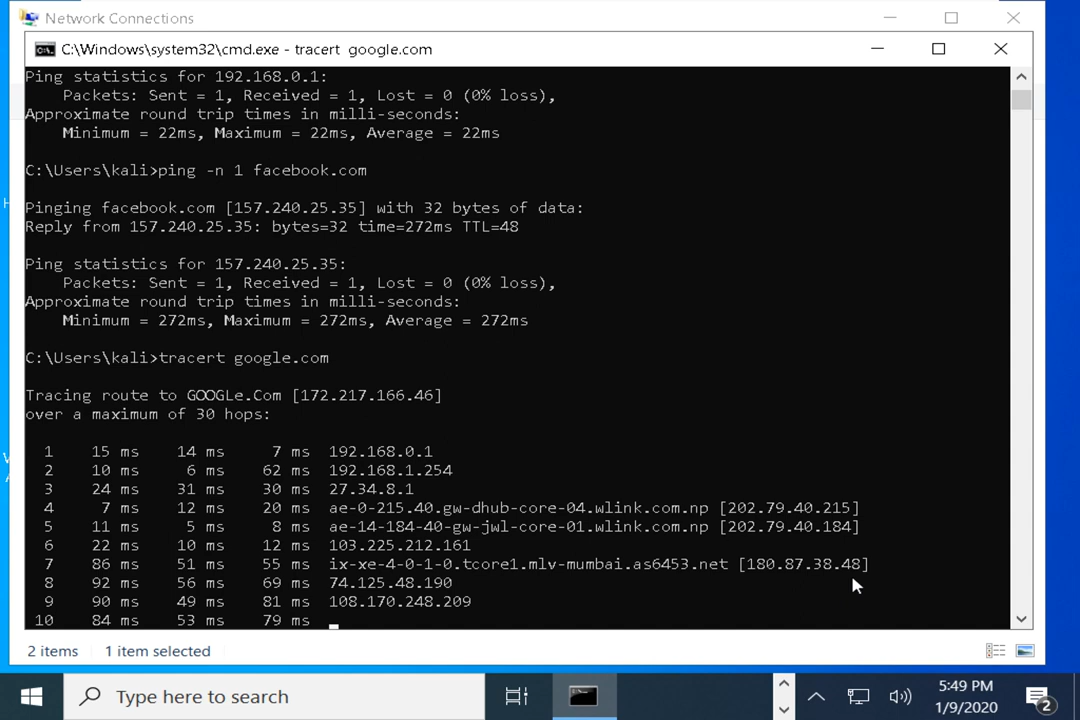 Network Connections
C:\Windows\system32\cmd.exe - tracert  google.com
Ping statistics for 192.168.0.1:
    Packets: Sent = 1, Received = 1, Lost = 0 (0% loss),
Approximate round trip times in milli-seconds:
    Minimum = 22ms, Maximum = 22ms, Average = 22ms
C:\Users\kali>ping -n 1 facebook.com
Pinging facebook.com [157.240.25.35] with 32 bytes of data:
Reply from 157.240.25.35: bytes=32 time=272ms TTL=48
Ping statistics for 157.240.25.35:
    Packets: Sent = 1, Received = 1, Lost = 0 (0% loss),
Approximate round trip times in milli-seconds:
    Minimum = 272ms, Maximum = 272ms, Average = 272ms
C:\Users\kali>tracert google.com
Tracing route to GOOGLe.Com [172.217.166.46]
over a maximum of 30 hops:
  1    15 ms    14 ms     7 ms  192.168.0.1
  2    10 ms     6 ms    62 ms  192.168.1.254
  3    24 ms    31 ms    30 ms  27.34.8.1
  4     7 ms    12 ms    20 ms  ae-0-215.40.gw-dhub-core-04.wlink.com.np [202.79.40.215]
  5    11 ms     5 ms     8 ms  ae-14-184-40-gw-jwl-core-01.wlink.com.np [202.79.40.184]
  6    22 ms    10 ms    12 ms  103.225.212.161
  7    86 ms    51 ms    55 ms  ix-xe-4-0-1-0.tcore1.mlv-mumbai.as6453.net [180.87.38.48]
  8    92 ms    56 ms    69 ms  74.125.48.190
  9    90 ms    49 ms    81 ms  108.170.248.209
 10    84 ms    53 ms    79 ms
2 items    1 item selected
Type here to search
5:49 PM
1/9/2020
2